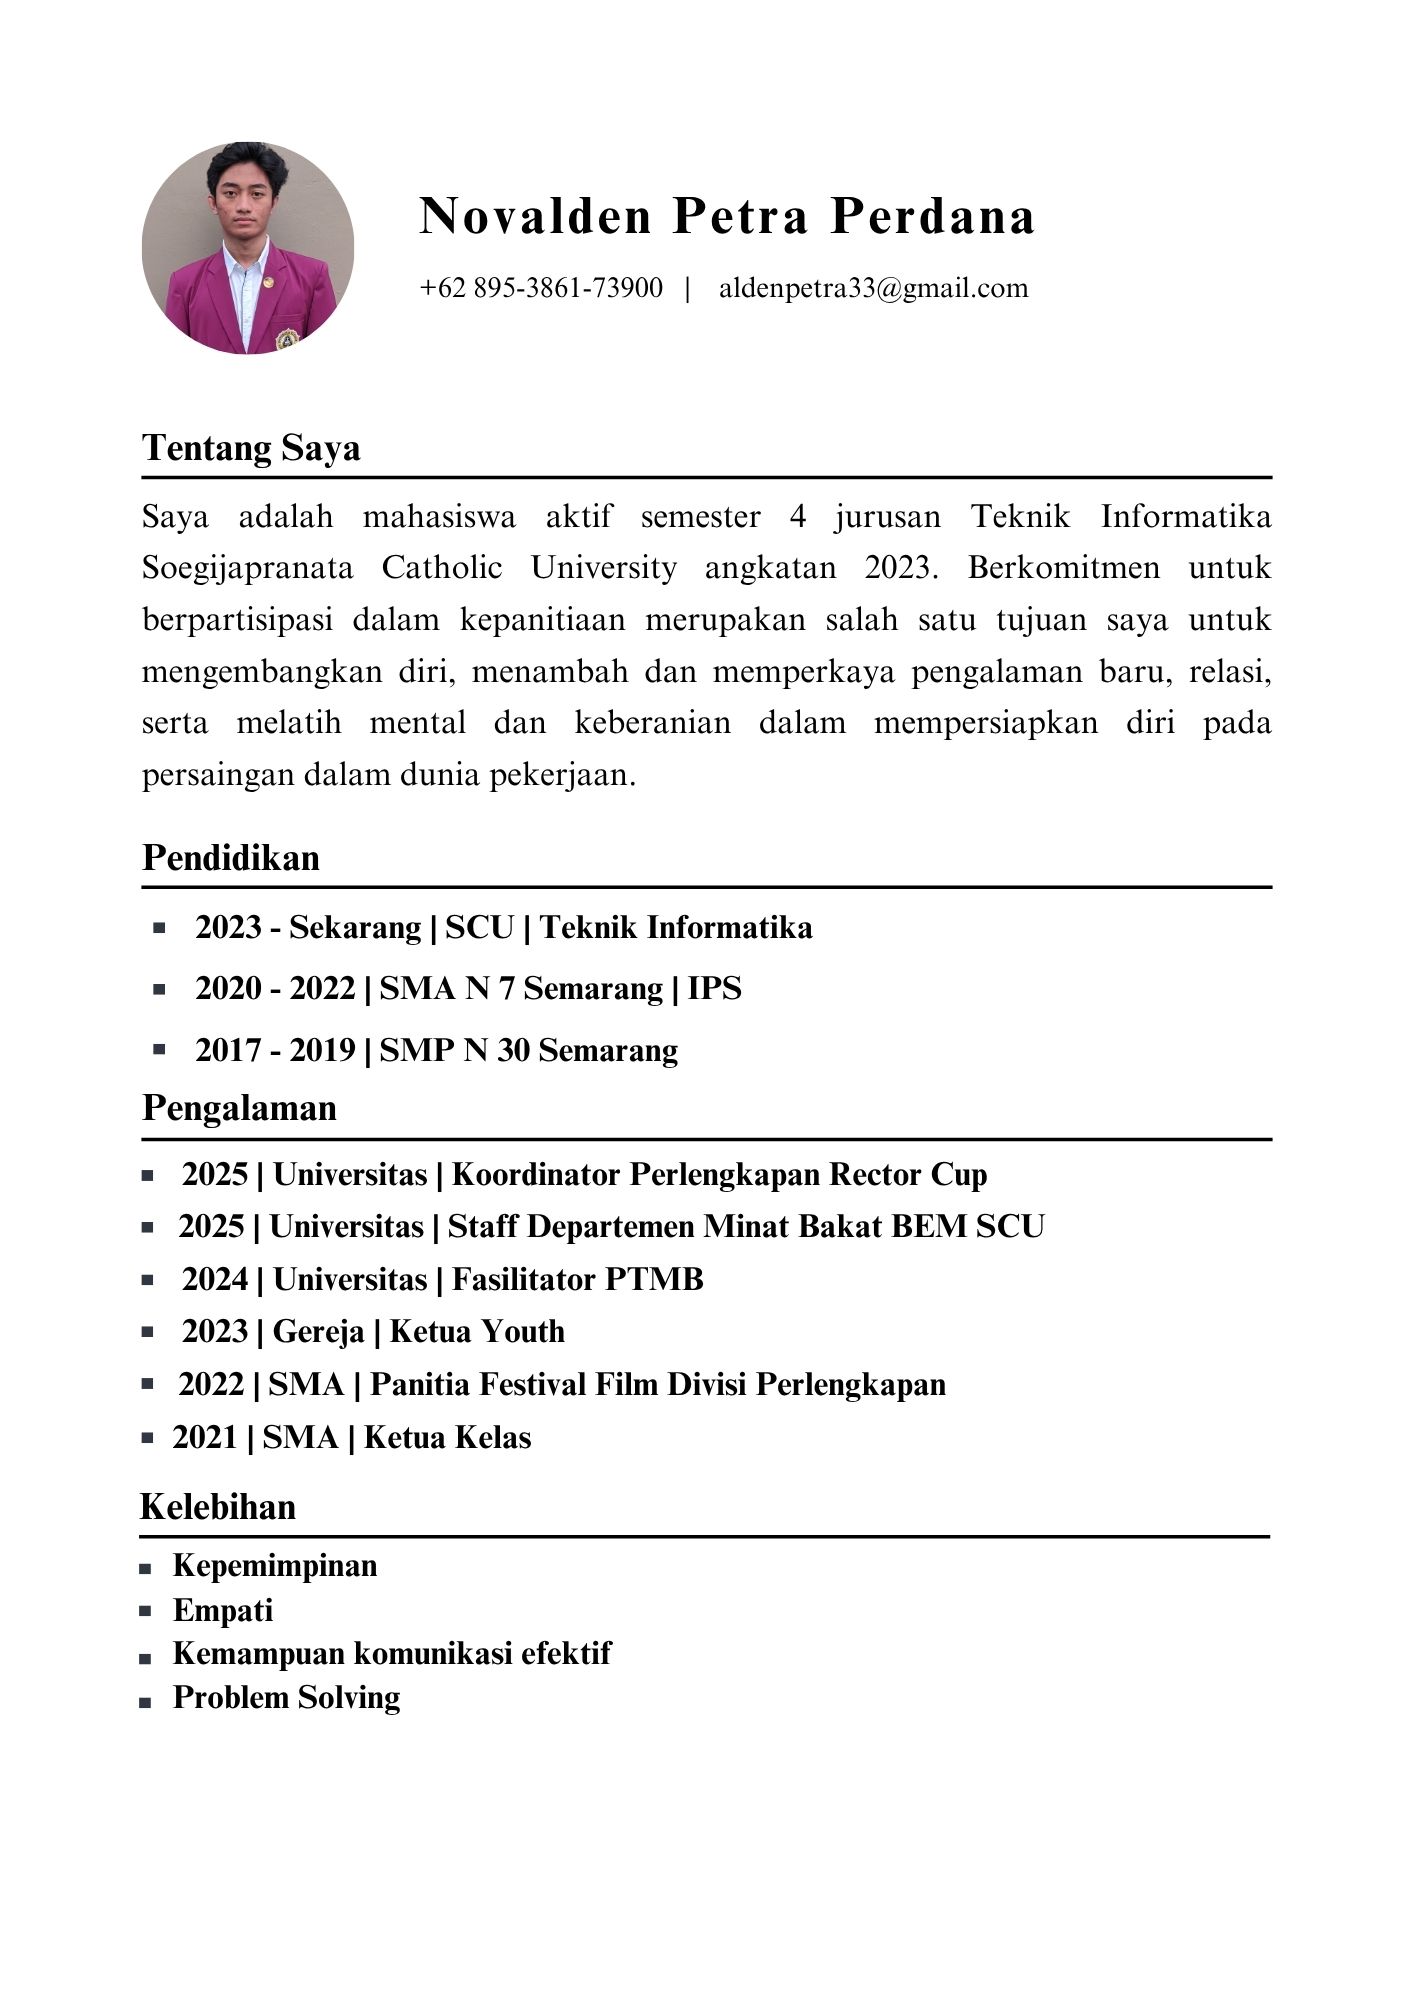 Novalden Petra Perdana
+62 895-3861-73900 | aldenpetra33@gmail.com
Tentang Saya
Saya adalah mahasiswa aktif semester 4 jurusan Teknik Informatika
Soegijapranata Catholic University angkatan 2023. Berkomitmen untuk
berpartisipasi dalam kepanitiaan merupakan salah satu tujuan saya untuk
mengembangkan diri, menambah dan memperkaya pengalaman baru, relasi,
serta melatih mental dan keberanian dalam mempersiapkan diri pada
persaingan dalam dunia pekerjaan.
Pendidikan
▪ 2023 - Sekarang | SCU | Teknik Informatika
▪ 2020 - 2022 | SMA N 7 Semarang | IPS
▪ 2017 - 2019 | SMP N 30 Semarang
Pengalaman
▪ 2025 | Universitas | Koordinator Perlengkapan Rector Cup
▪ 2025 | Universitas | Staff Departemen Minat Bakat BEM SCU
▪ 2024 | Universitas | Fasilitator PTMB
▪ 2023 | Gereja | Ketua Youth
▪ 2022 | SMA | Panitia Festival Film Divisi Perlengkapan
▪ 2021 | SMA | Ketua Kelas
Kelebihan
▪ Kepemimpinan
▪ Empati
▪ Kemampuan komunikasi efektif
▪ Problem Solving